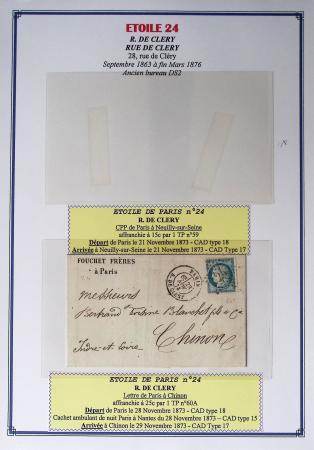 ETOILE 24
R. DE CLERY
RUE DE CLERY
28, rue de Cléry
Septembre 1863 à fin Mars 1876
Ancien bureau DS2
ETOILE DE PARIS n°24
R. DE CLERY
CPP de Paris à Neuilly-sur-Seine
affranchie à 15c par 1 TP n°59
Départ de Paris le 21 Novembre 1873 - CAD type 18
Arrivée à Neuilly-sur-Seine le 21 Novembre 1873 - CAD Type 17
FOUCHET FRÈRES
à Paris
PARIS
Messieurs
Bertrand Blanchet fils & Cie
Chinon
Indre et Loire
ETOILE DE PARIS n°24
R. DE CLERY
Lettre de Paris à Chinon
affranchie à 25c par 1 TP n°60A
Départ de Paris le 28 Novembre 1873 - CAD type 18
Cachet ambulant de nuit Paris à Nantes du 28 Novembre 1873 – CAD type 15
Arrivée à Chinon le 29 Novembre 1873 - CAD Type 17